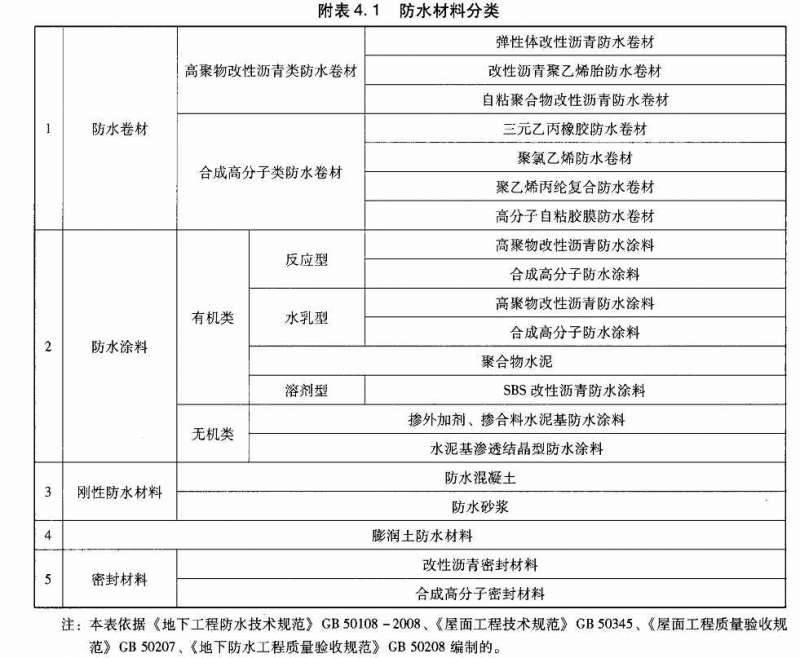 附表4.1 防水材料分类
1 防水卷材 高聚物改性沥青类防水卷材 弹性体改性沥青防水卷材
改性沥青聚乙烯胎防水卷材
自粘聚合物改性沥青防水卷材
合成高分子类防水卷材 三元乙丙橡胶防水卷材
聚氯乙烯防水卷材
聚乙烯丙纶复合防水卷材
高分子自粘胶膜防水卷材
2 防水涂料 有机类 反应型 高聚物改性沥青防水涂料
合成高分子防水涂料
水乳型 高聚物改性沥青防水涂料
合成高分子防水涂料
聚合物水泥
溶剂型 SBS 改性沥青防水涂料
无机类 掺外加剂、掺合料水泥基防水涂料
水泥基渗透结晶型防水涂料
3 刚性防水材料 防水混凝土
防水砂浆
4 膨润土防水材料
5 密封材料 改性沥青密封材料
合成高分子密封材料
注：本表依据《地下工程防水技术规范》GB 50108-2008、《屋面工程技术规范》GB 50345、《屋面工程质量验收规
范》GB 50207、《地下防水工程质量验收规范》GB 50208 编制的。